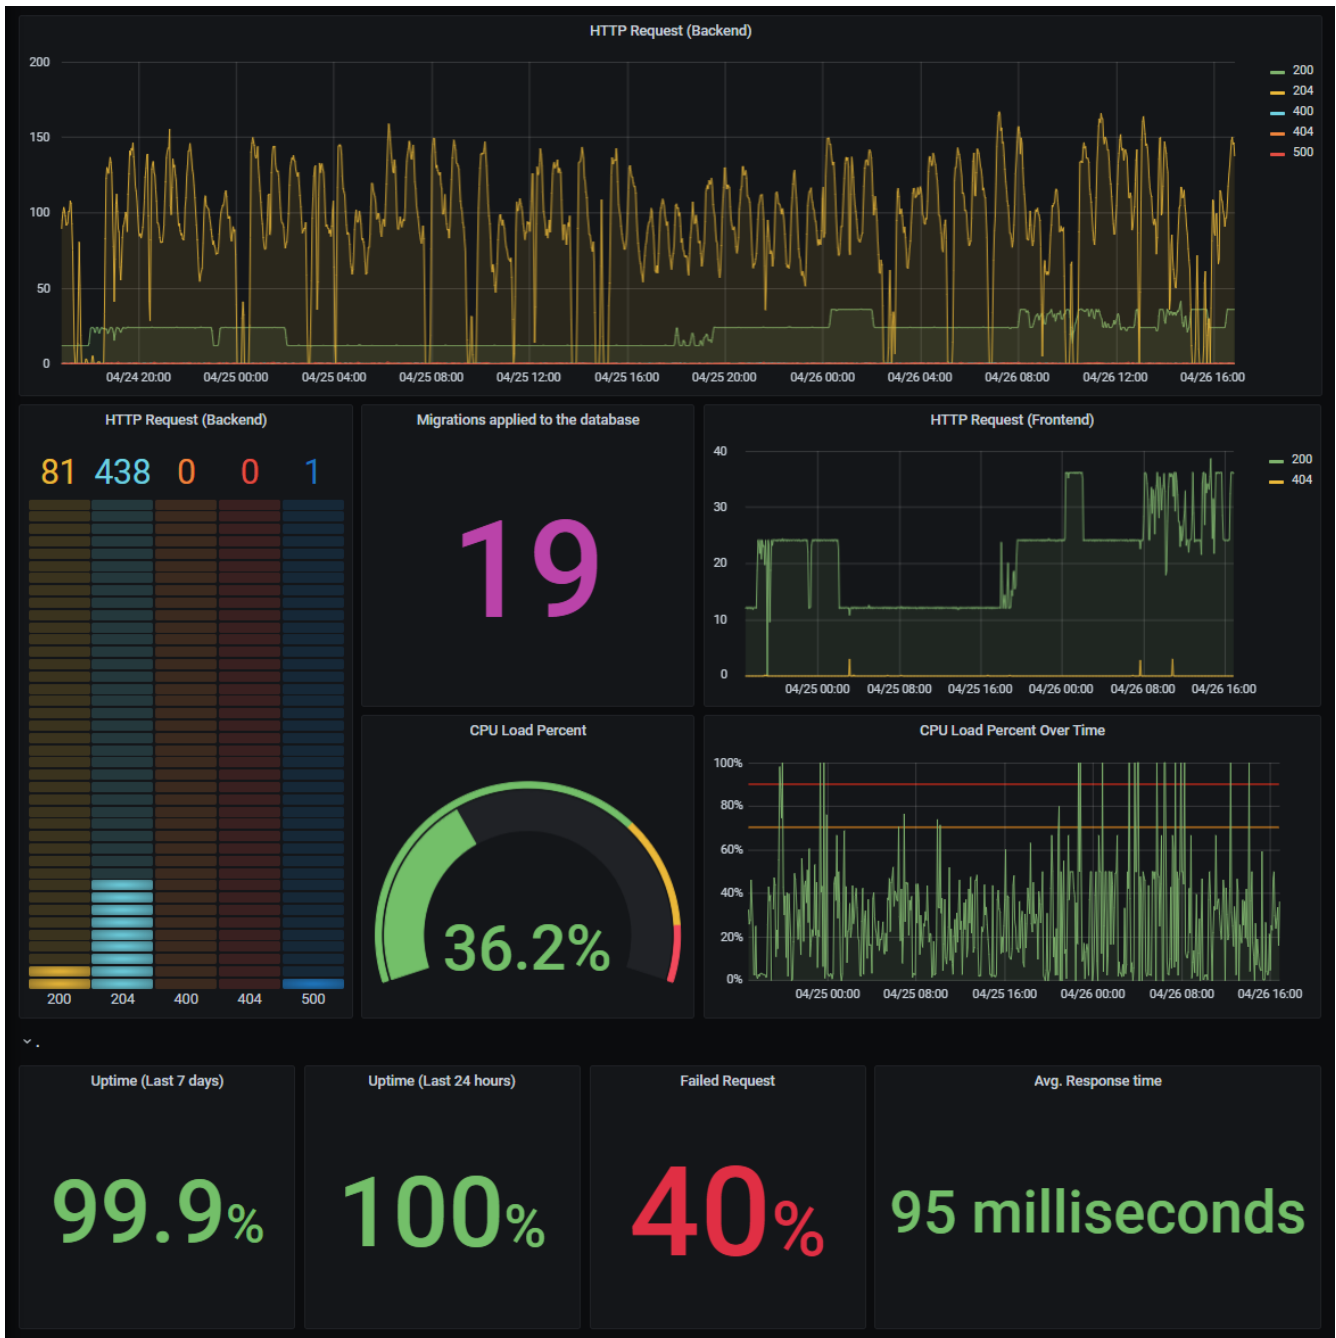 HTTP Request (Backend)
200
150
100
50
0
04/24 20:00 04/25 00:00 04/25 04:00 04/25 08:00 04/25 12:00 04/25 16:00 04/25 20:00 04/26 00:00 04/26 04:00 04/26 08:00 04/26 12:00 04/26 16:00
200
204
400
404
500
HTTP Request (Backend)
81 438 0 0 1
200 204 400 404 500
Migrations applied to the database
19
HTTP Request (Frontend)
40
30
20
10
0
04/25 00:00 04/25 08:00 04/25 16:00 04/26 00:00 04/26 08:00 04/26 16:00
200
404
CPU Load Percent
36.2%
CPU Load Percent Over Time
100%
80%
60%
40%
20%
0%
04/25 00:00 04/25 08:00 04/25 16:00 04/26 00:00 04/26 08:00 04/26 16:00
.
Uptime (Last 7 days)
99.9%
Uptime (Last 24 hours)
100%
Failed Request
40%
Avg. Response time
95 milliseconds